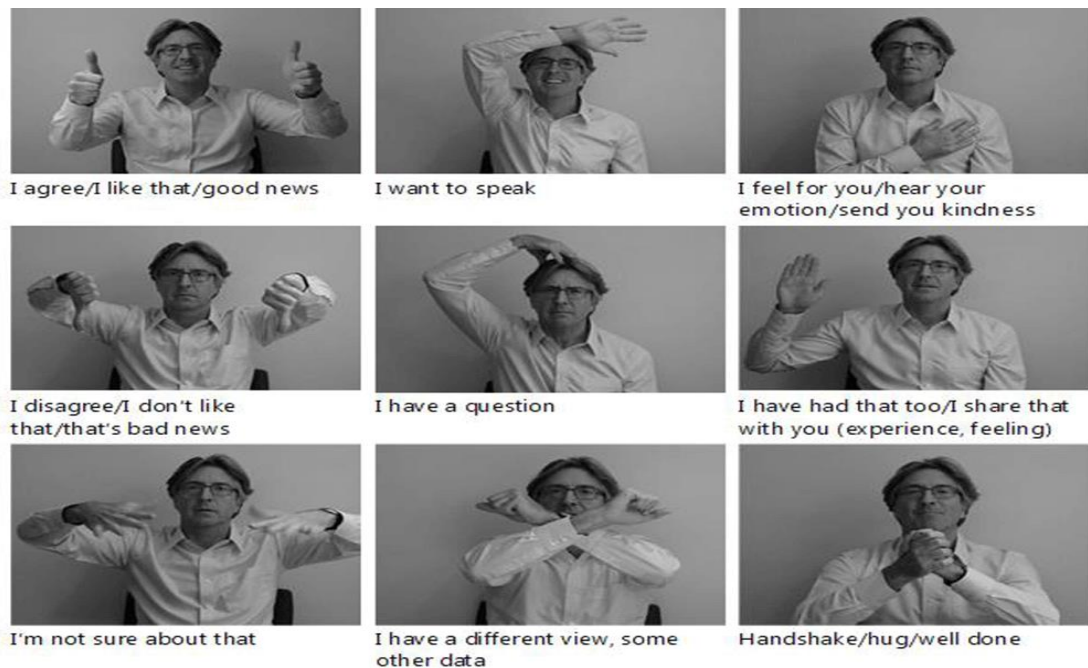 I agree/I like that/good news
I want to speak
I feel for you/hear your
emotion/send you kindness
I disagree/I don't like
that/that's bad news
I have a question
I have had that too/I share that
with you (experience, feeling)
I'm not sure about that
I have a different view, some
other data
Handshake/hug/well done